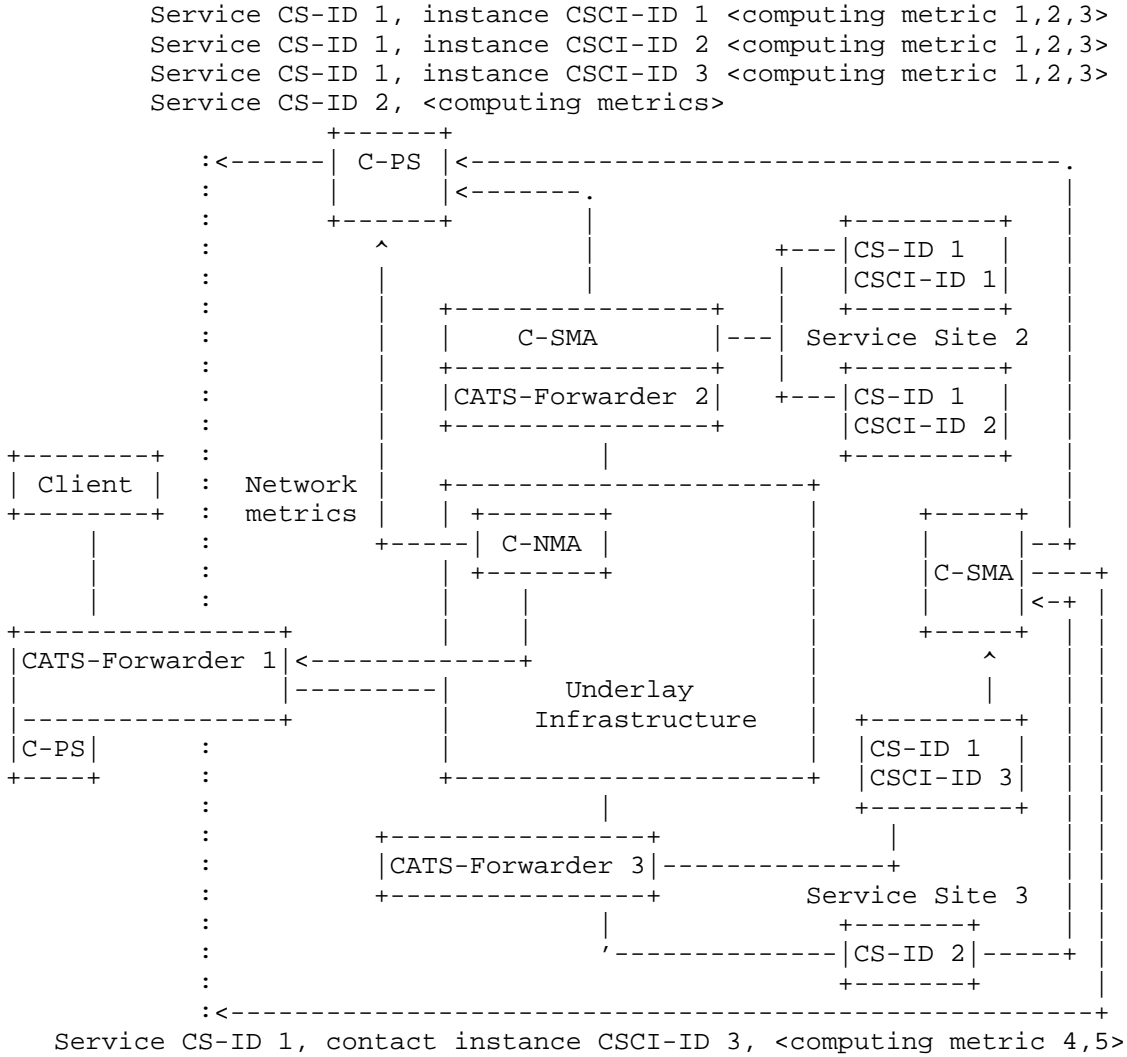 Service CS-ID 1, instance CSCI-ID 1 <computing metric 1,2,3>
Service CS-ID 1, instance CSCI-ID 2 <computing metric 1,2,3>
Service CS-ID 1, instance CSCI-ID 3 <computing metric 1,2,3>
Service CS-ID 2, <computing metrics>
C-PS
CS-ID 1
CSCI-ID 1
C-SMA
Service Site 2
CATS-Forwarder 2
CS-ID 1
CSCI-ID 2
Client
Network
metrics
C-NMA
C-SMA
CATS-Forwarder 1
Underlay
Infrastructure
C-PS
CS-ID 1
CSCI-ID 3
CATS-Forwarder 3
Service Site 3
CS-ID 2
Service CS-ID 1, contact instance CSCI-ID 3, <computing metric 4,5>